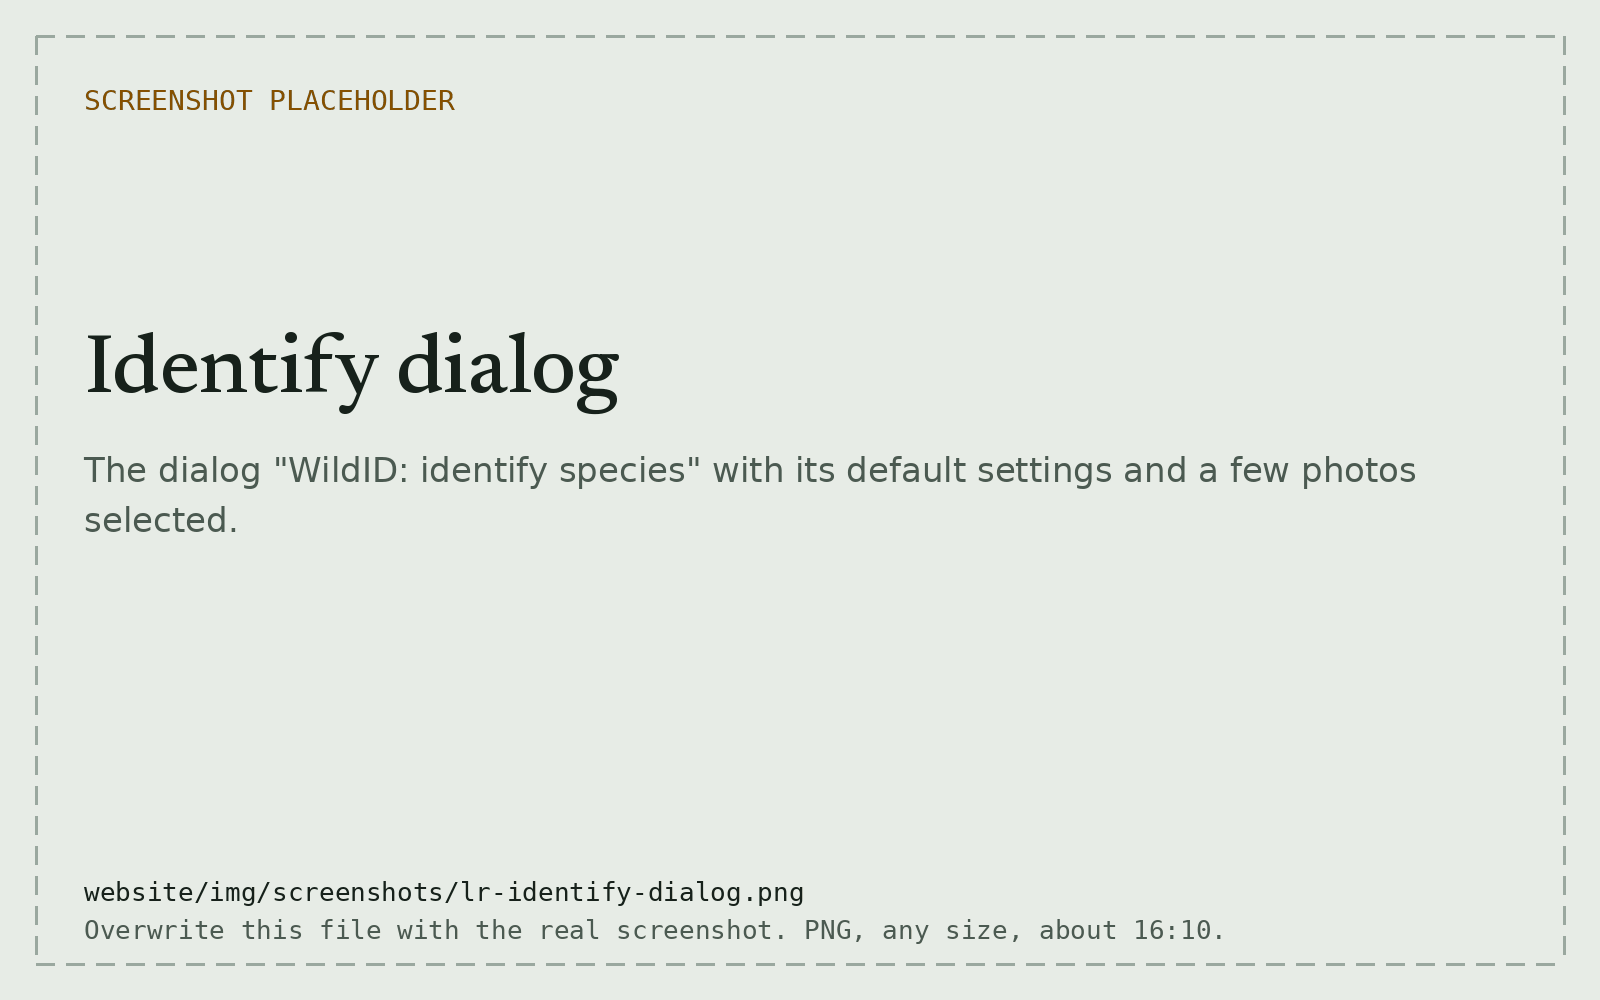 SCREENSHOT PLACEHOLDER
Identify dialog
The dialog "WildID: identify species" with its default settings and a few photos
selected.
website/img/screenshots/lr-identify-dialog.png
Overwrite this file with the real screenshot. PNG, any size, about 16:10.